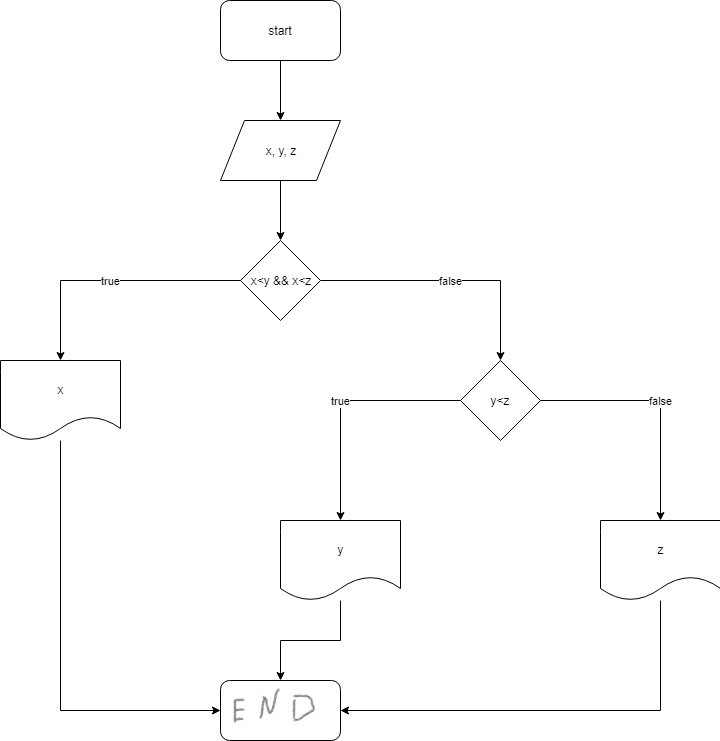 start
x, y, z
true
x<y && x<z
false
x
true
y<z
false
y
z
END